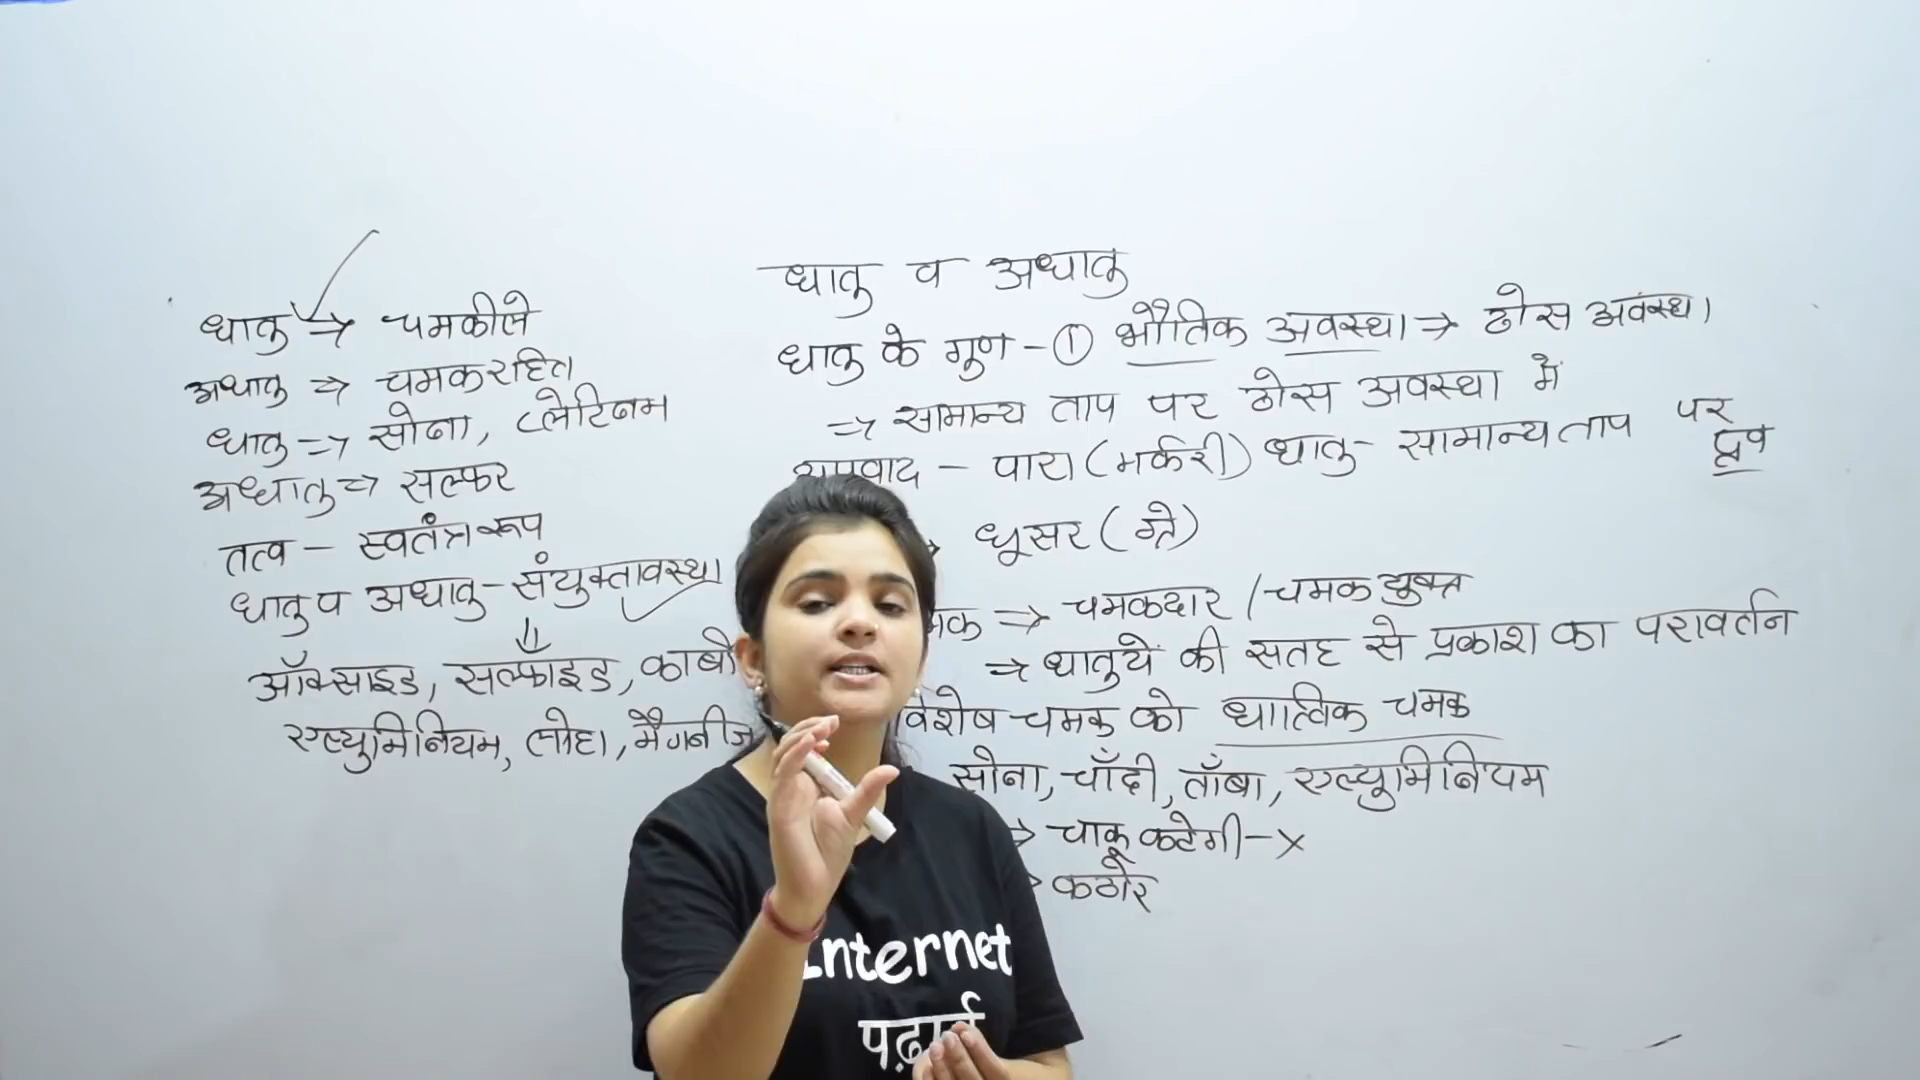 धातु ⇒ चमकीले
अधातु ⇒ चमकरहित
धातु ⇒ सोना, प्लेटिनम
अधातु ⇒ सल्फर
तत्व – स्वतंत्र रूप
धातु व अधातु – संयुक्तावस्था
⇓
ऑक्साइड, सल्फाइड, काबो
एल्युमिनियम, लोहा, मैगनीज
धातु व अधातु
धातु के गुण – ① भौतिक अवस्था → ठोस अवस्था
⇒ सामान्य ताप पर ठोस अवस्था में
अपवाद – पारा (मर्करी) धातु – सामान्य ताप पर द्रव
धूसर (ग्रे)
⇒ चमकदार / चमक युक्त
⇒ धातुयें की सतह से प्रकाश का परावर्तन
विशेष चमक को धात्विक चमक
सोना, चाँदी, ताँबा, एल्युमिनियम
⇒ चाकू कटेगी – ×
कठोर
Internet